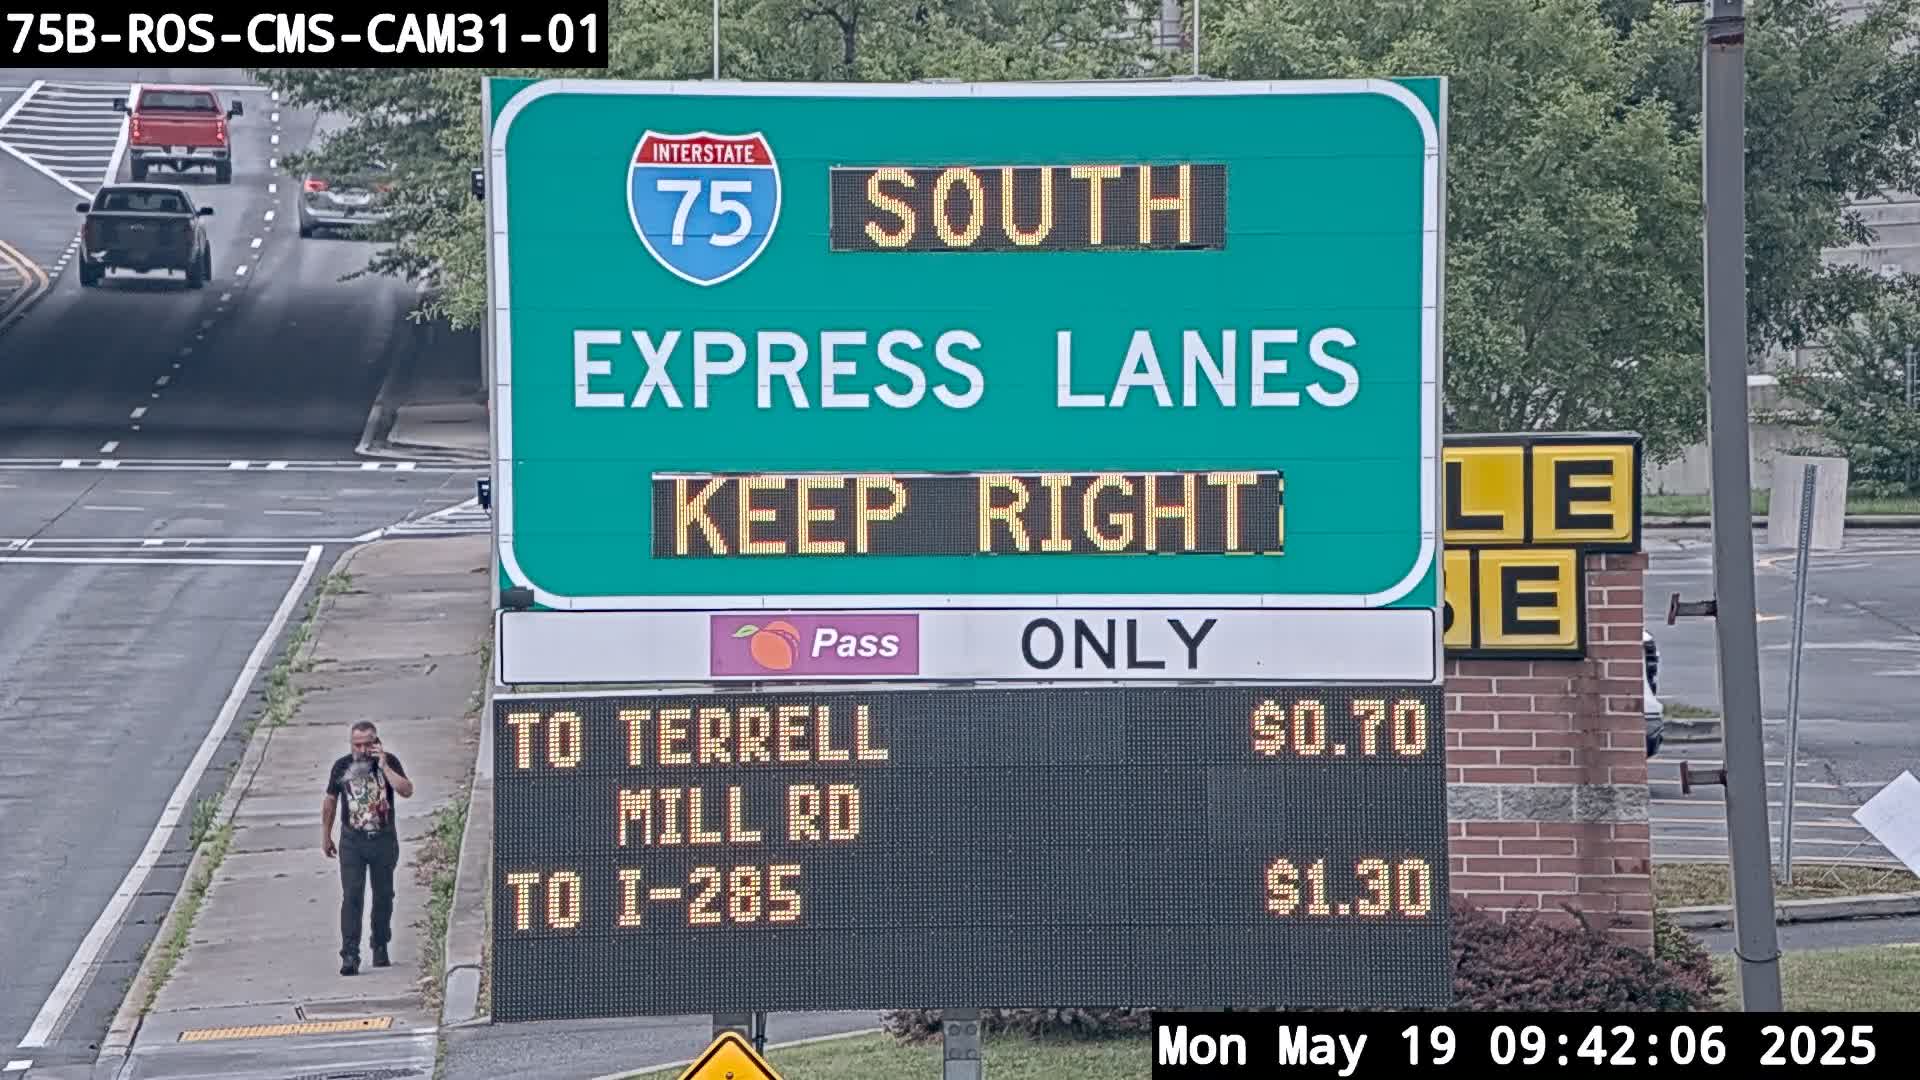 75B-ROS-CMS-CAM31-01
INTERSTATE
75
SOUTH
EXPRESS LANES
KEEP RIGHT
Pass ONLY
TO TERRELL $0.70
MILL RD
TO I-285 $1.30
LE
E
Mon May 19 09:42:06 2025